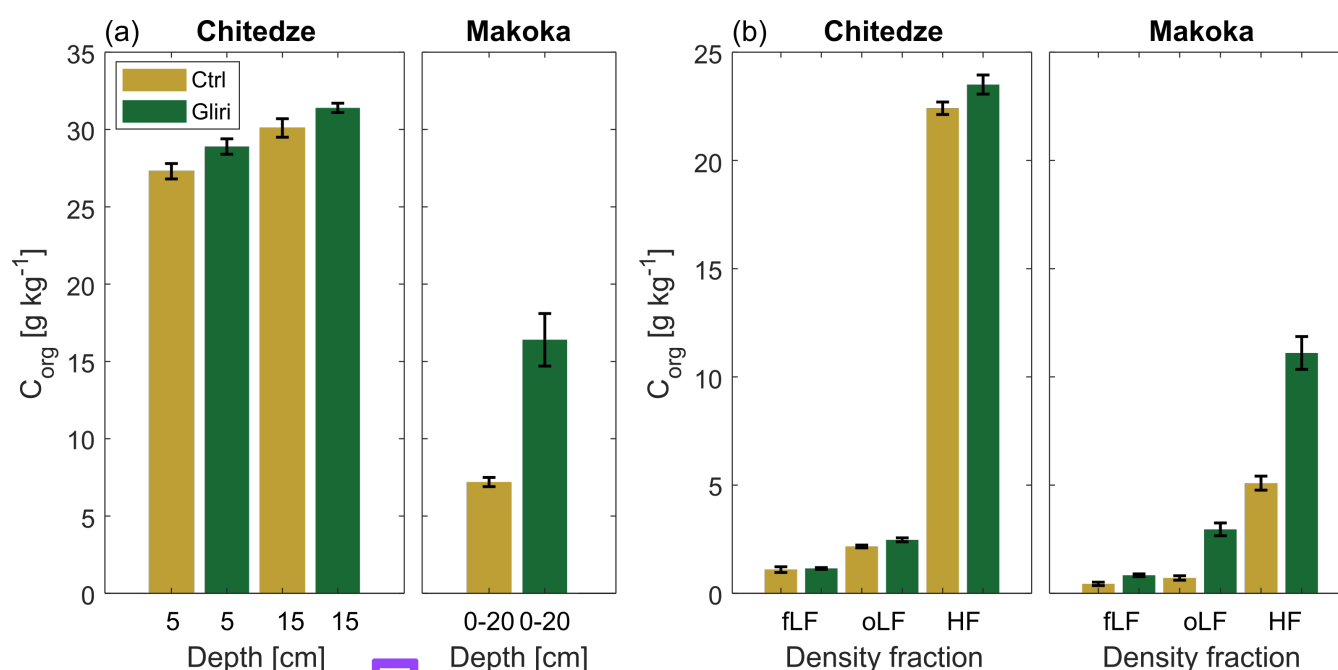 (a) Chitedze Makoka
Ctrl
Gliri
35
30
25
20
15
10
5
0
C_org [g kg^-1]
5 5 15 15
0-20 0-20
Depth [cm] Depth [cm]
(b) Chitedze Makoka
25
20
15
10
5
0
C_org [g kg^-1]
fLF oLF HF
fLF oLF HF
Density fraction Density fraction